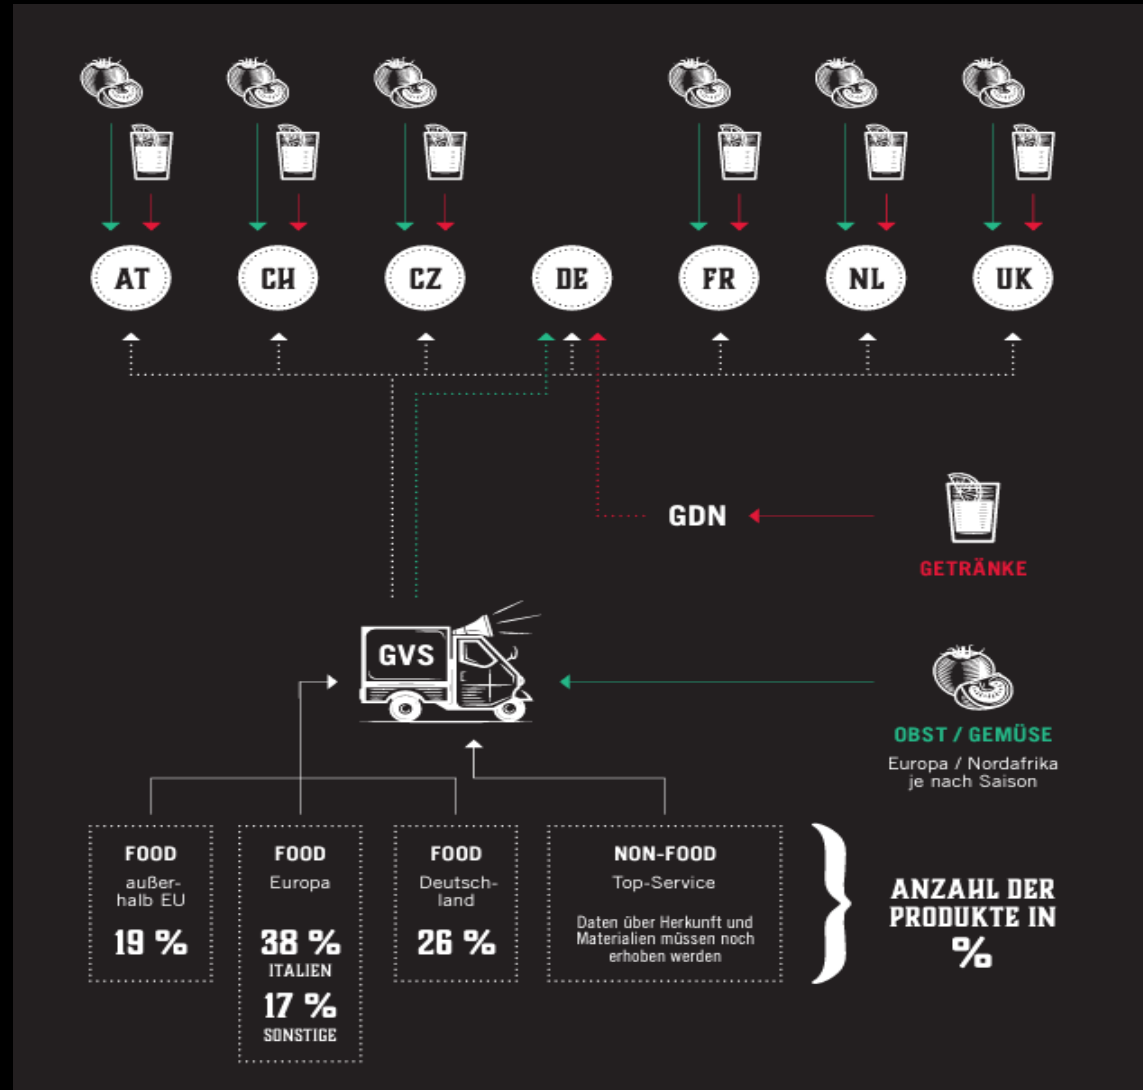 AT
CH
CZ
DE
FR
NL
UK
GDN
GETRÄNKE
GVS
OBST / GEMÜSE
Europa / Nordafrika
je nach Saison
FOOD
außer-
halb EU
19 %
FOOD
Europa
38 %
ITALIEN
17 %
SONSTIGE
FOOD
Deutsch-
land
26 %
NON-FOOD
Top-Service
Daten über Herkunft und
Materialien müssen noch
erhoben werden
ANZAHL DER
PRODUKTE IN
%